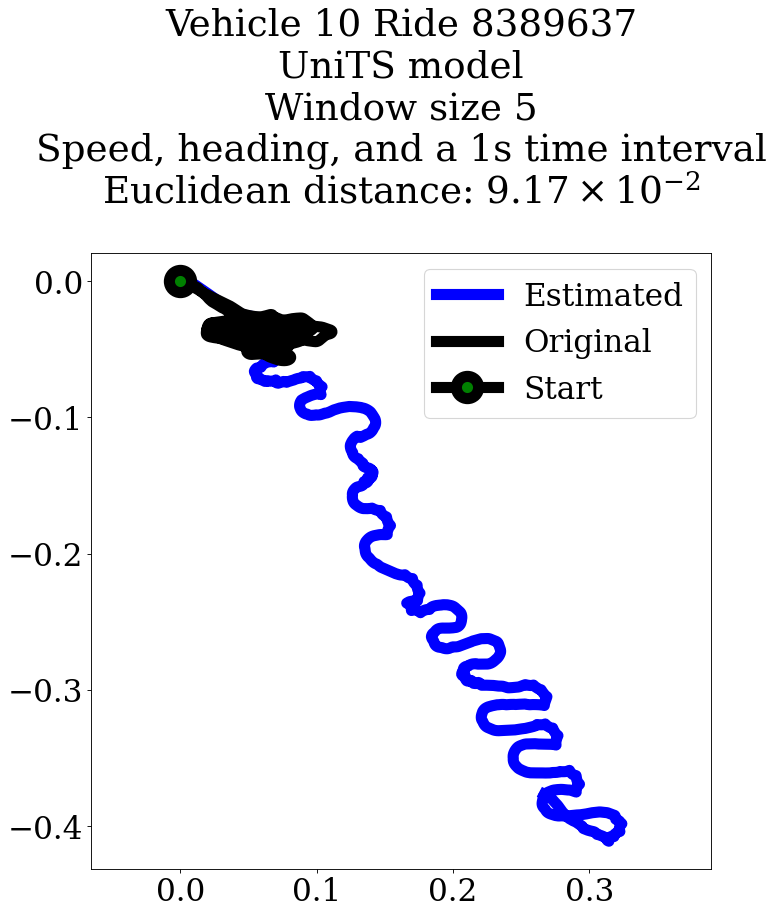 Vehicle 10 Ride 8389637
UniTS model
Window size 5
Speed, heading, and a 1s time interval
Euclidean distance: 9.17 × 10⁻²
Estimated
Original
Start
0.0
−0.1
−0.2
−0.3
−0.4
0.0 0.1 0.2 0.3